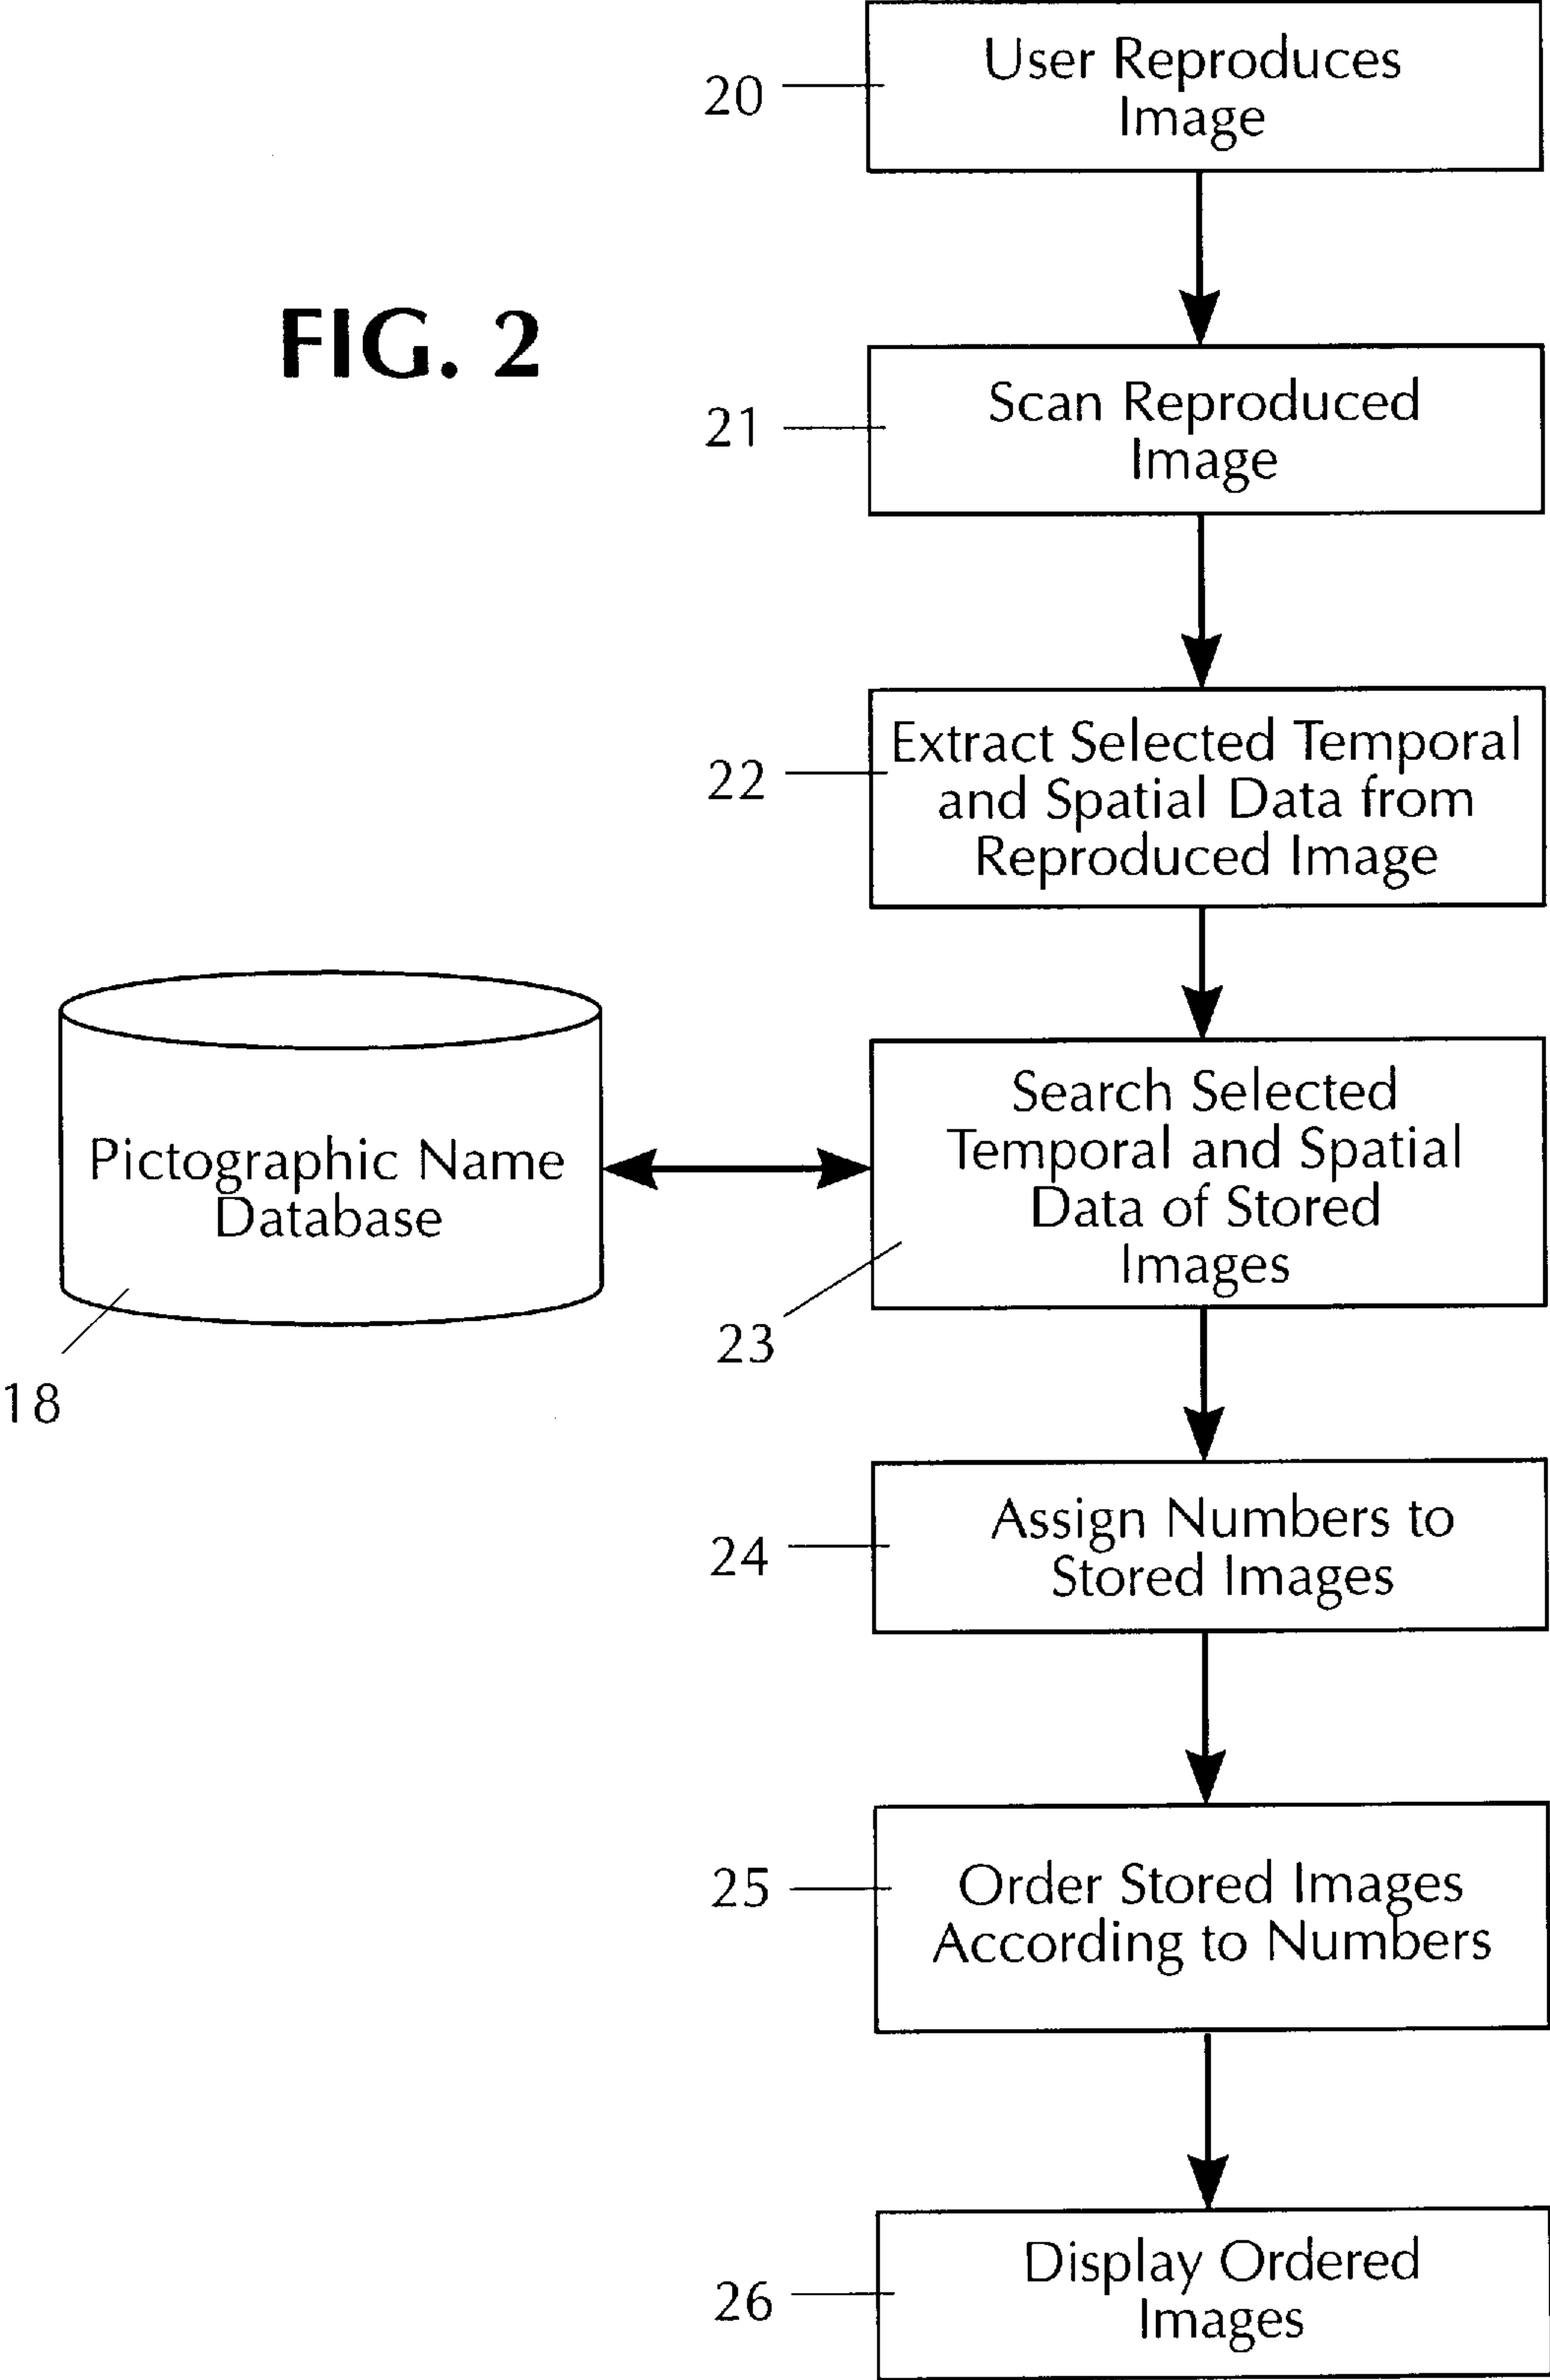 User Reproduces
Image
20
FIG. 2
Scan Reproduced
Image
21
Extract Selected Temporal
and Spatial Data from
Reproduced Image
22
Pictographic Name
Database
18
Search Selected
Temporal and Spatial
Data of Stored
Images
23
Assign Numbers to
Stored Images
24
Order Stored Images
According to Numbers
25
Display Ordered
Images
26